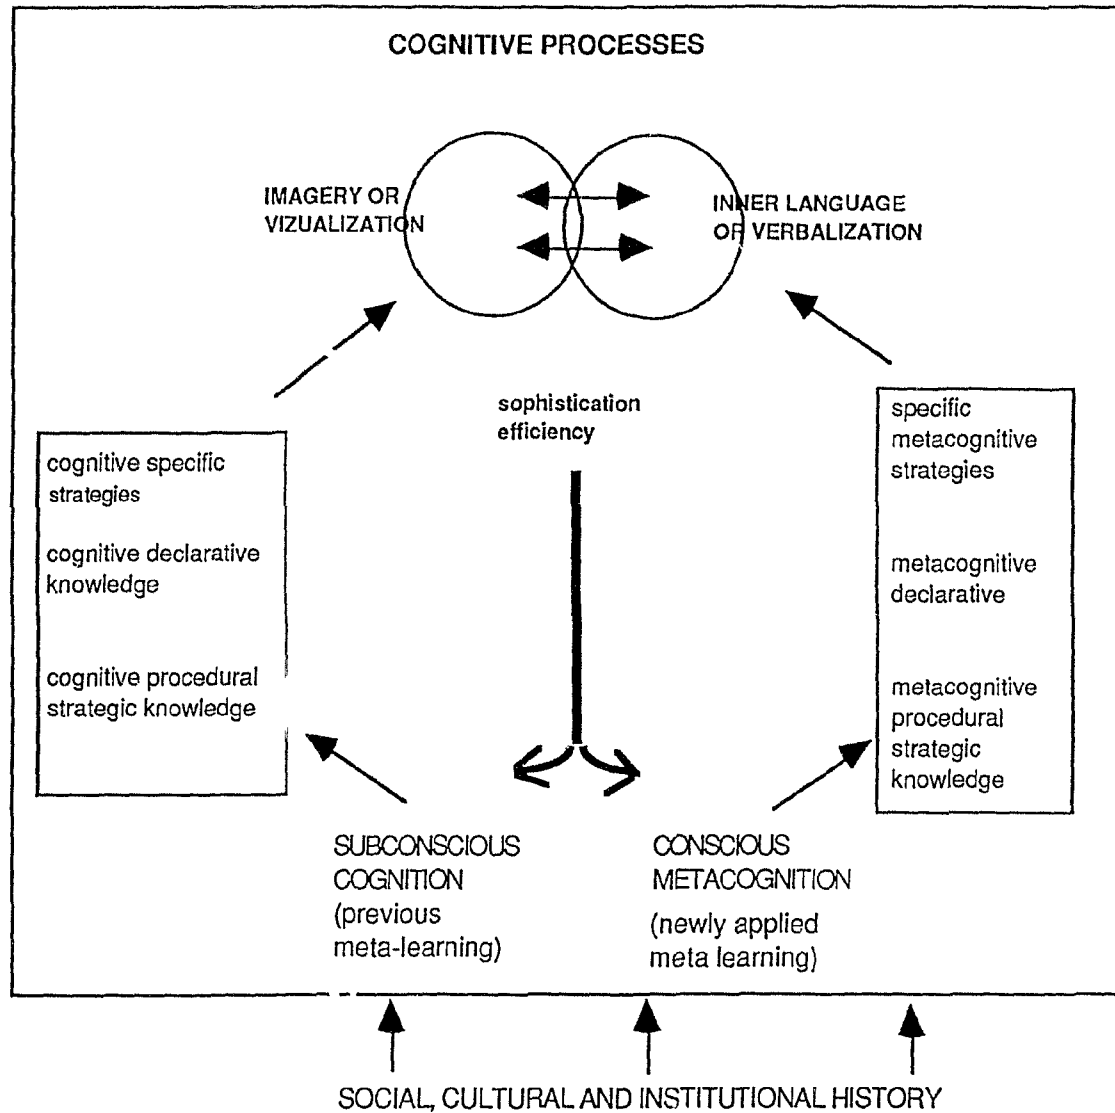 COGNITIVE PROCESSES
IMAGERY OR
VIZUALIZATION
INNER LANGUAGE
OF VERBALIZATION
sophistication
efficiency
cognitive specific
strategies
cognitive declarative
knowledge
cognitive procedural
strategic knowledge
specific
metacognitive
strategies
metacognitive
declarative
metacognitive
procedural
strategic
knowledge
SUBCONSCIOUS
COGNITION
(previous
meta-learning)
CONSCIOUS
METACOGNITION
(newly applied
meta learning)
SOCIAL, CULTURAL AND INSTITUTIONAL HISTORY